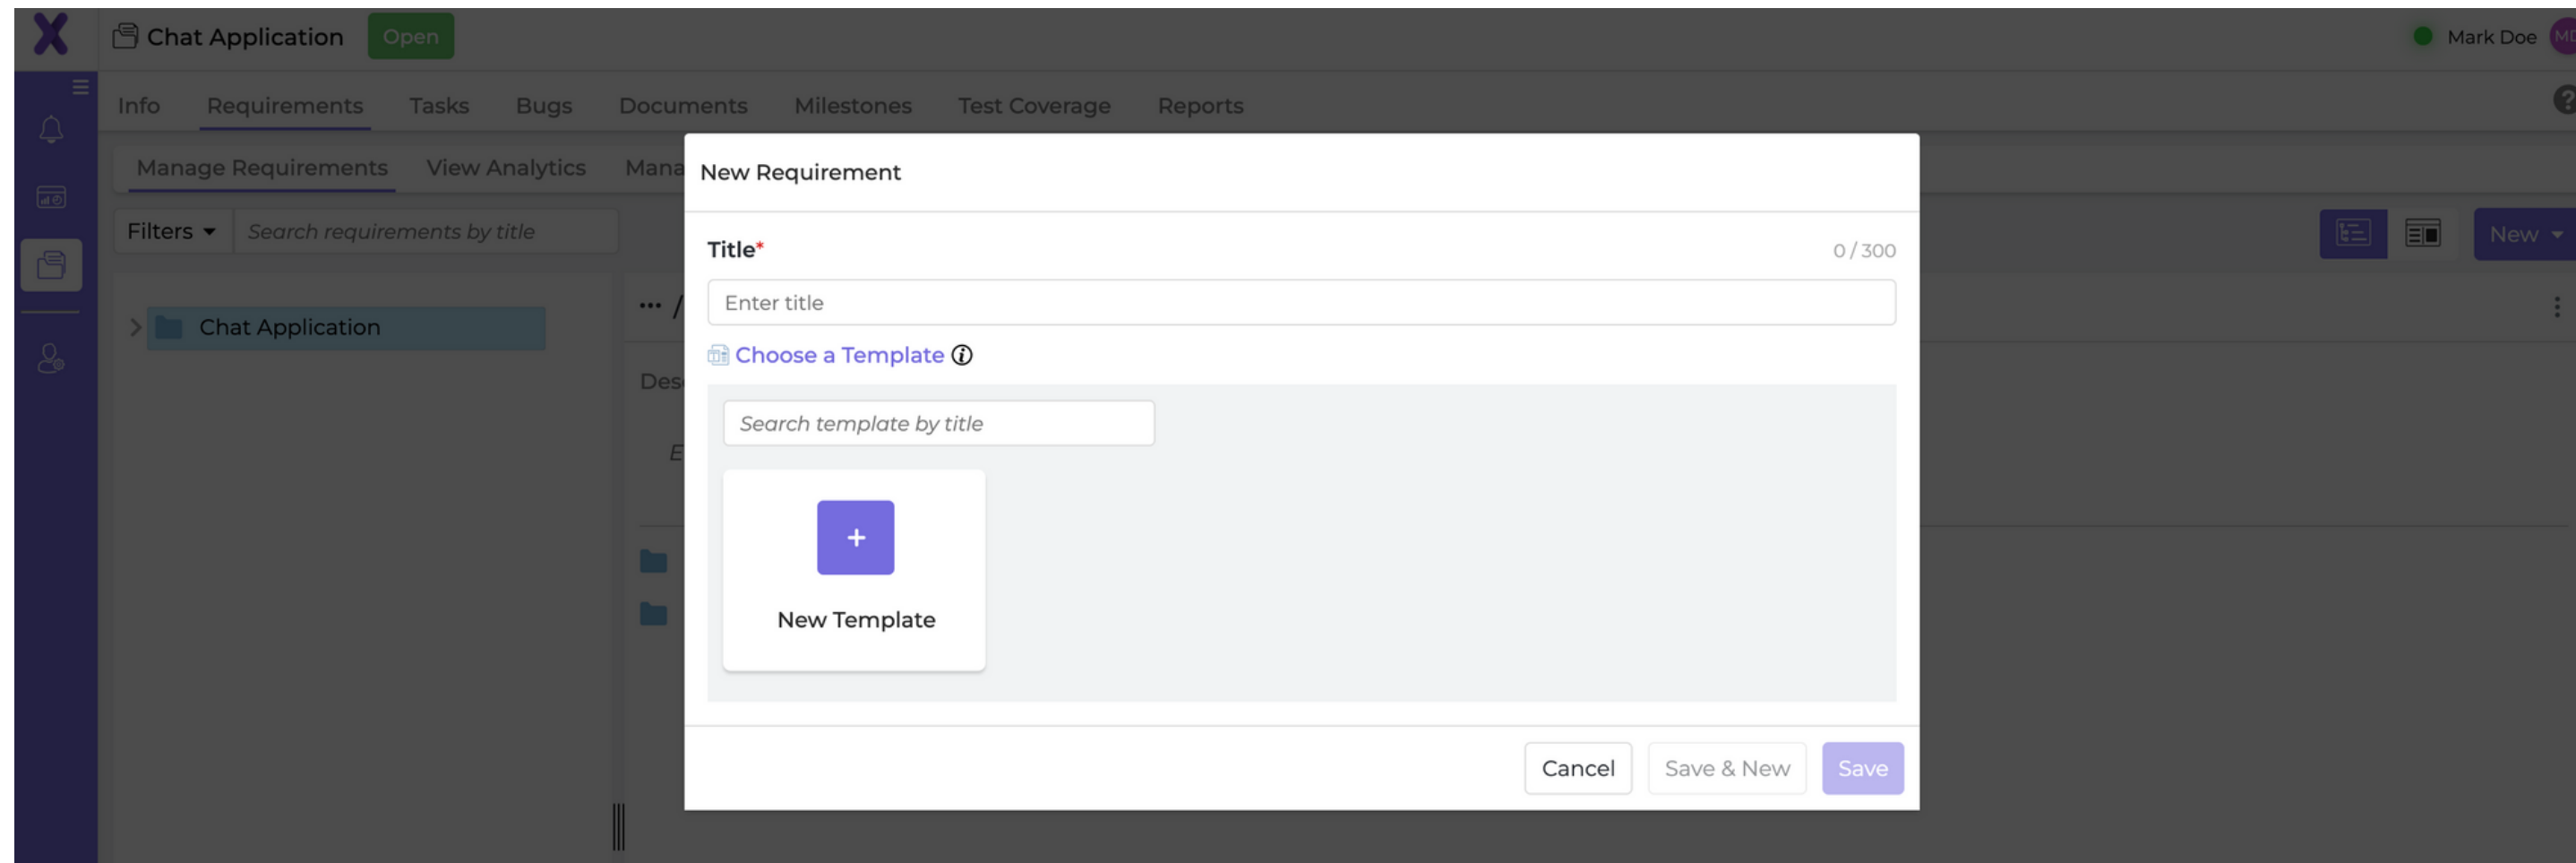 Chat Application Open Mark Doe MD
Info Requirements Tasks Bugs Documents Milestones Test Coverage Reports
Manage Requirements View Analytics
Filters Search requirements by title New
Chat Application
... /
New Requirement
Title* 0 / 300
Enter title
Choose a Template
Search template by title
+
New Template
Cancel Save & New Save